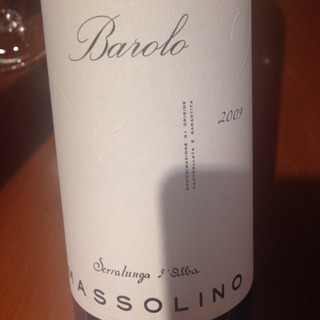 Barolo
2009
DENOMINAZIONE DI ORIGINE
CONTROLLATA E GARANTITA
Serralunga d'Alba
MASSOLINO